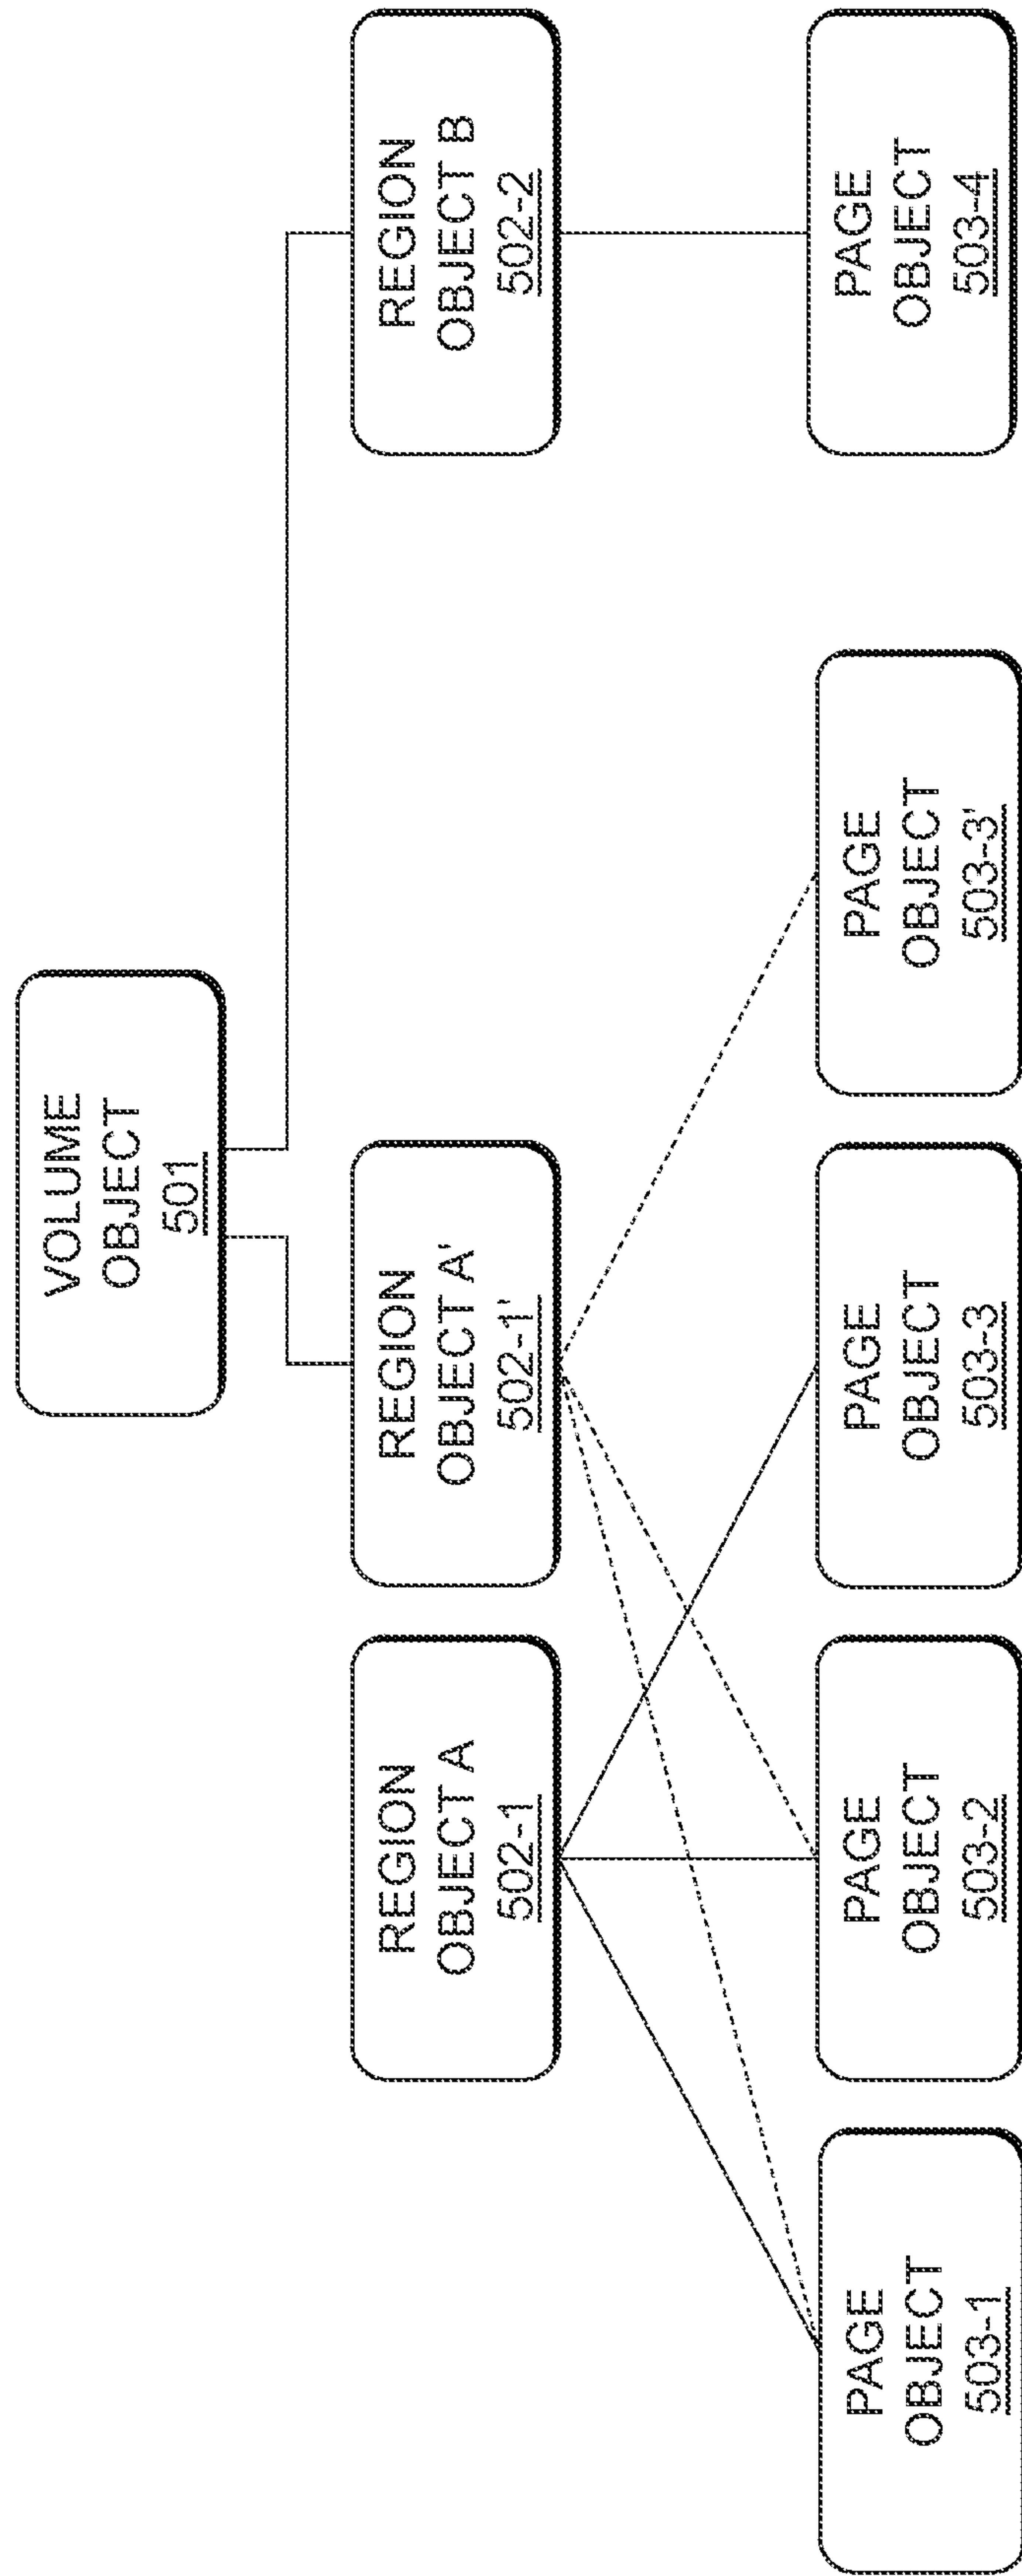 VOLUME
OBJECT
501
REGION
OBJECT A
502-1
REGION
OBJECT A'
502-1'
REGION
OBJECT B
502-2
PAGE
OBJECT
503-1
PAGE
OBJECT
503-2
PAGE
OBJECT
503-3
PAGE
OBJECT
503-3'
PAGE
OBJECT
503-4